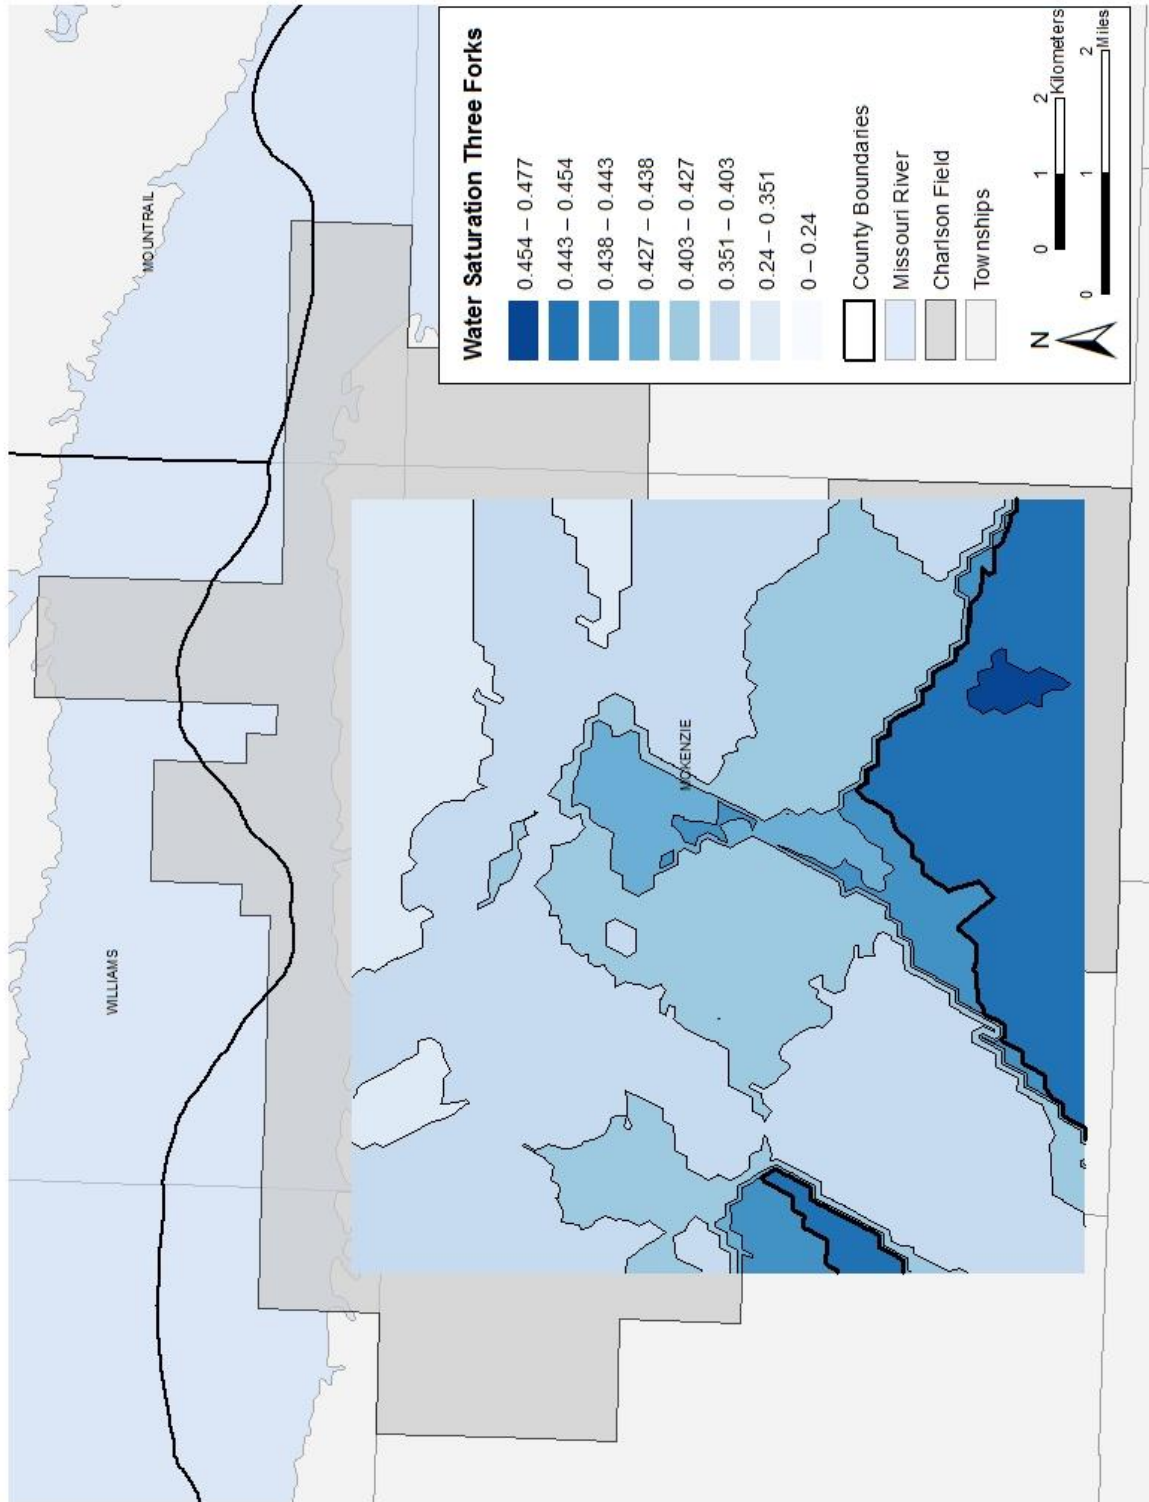 MOUNTRAIL
WILLIAMS
MCKENZIE
Water Saturation Three Forks
0.454 – 0.477
0.443 – 0.454
0.438 – 0.443
0.427 – 0.438
0.403 – 0.427
0.351 – 0.403
0.24 – 0.351
0 – 0.24
County Boundaries
Missouri River
Charlson Field
Townships
N
0 1 2 Kilometers
0 1 2 Miles